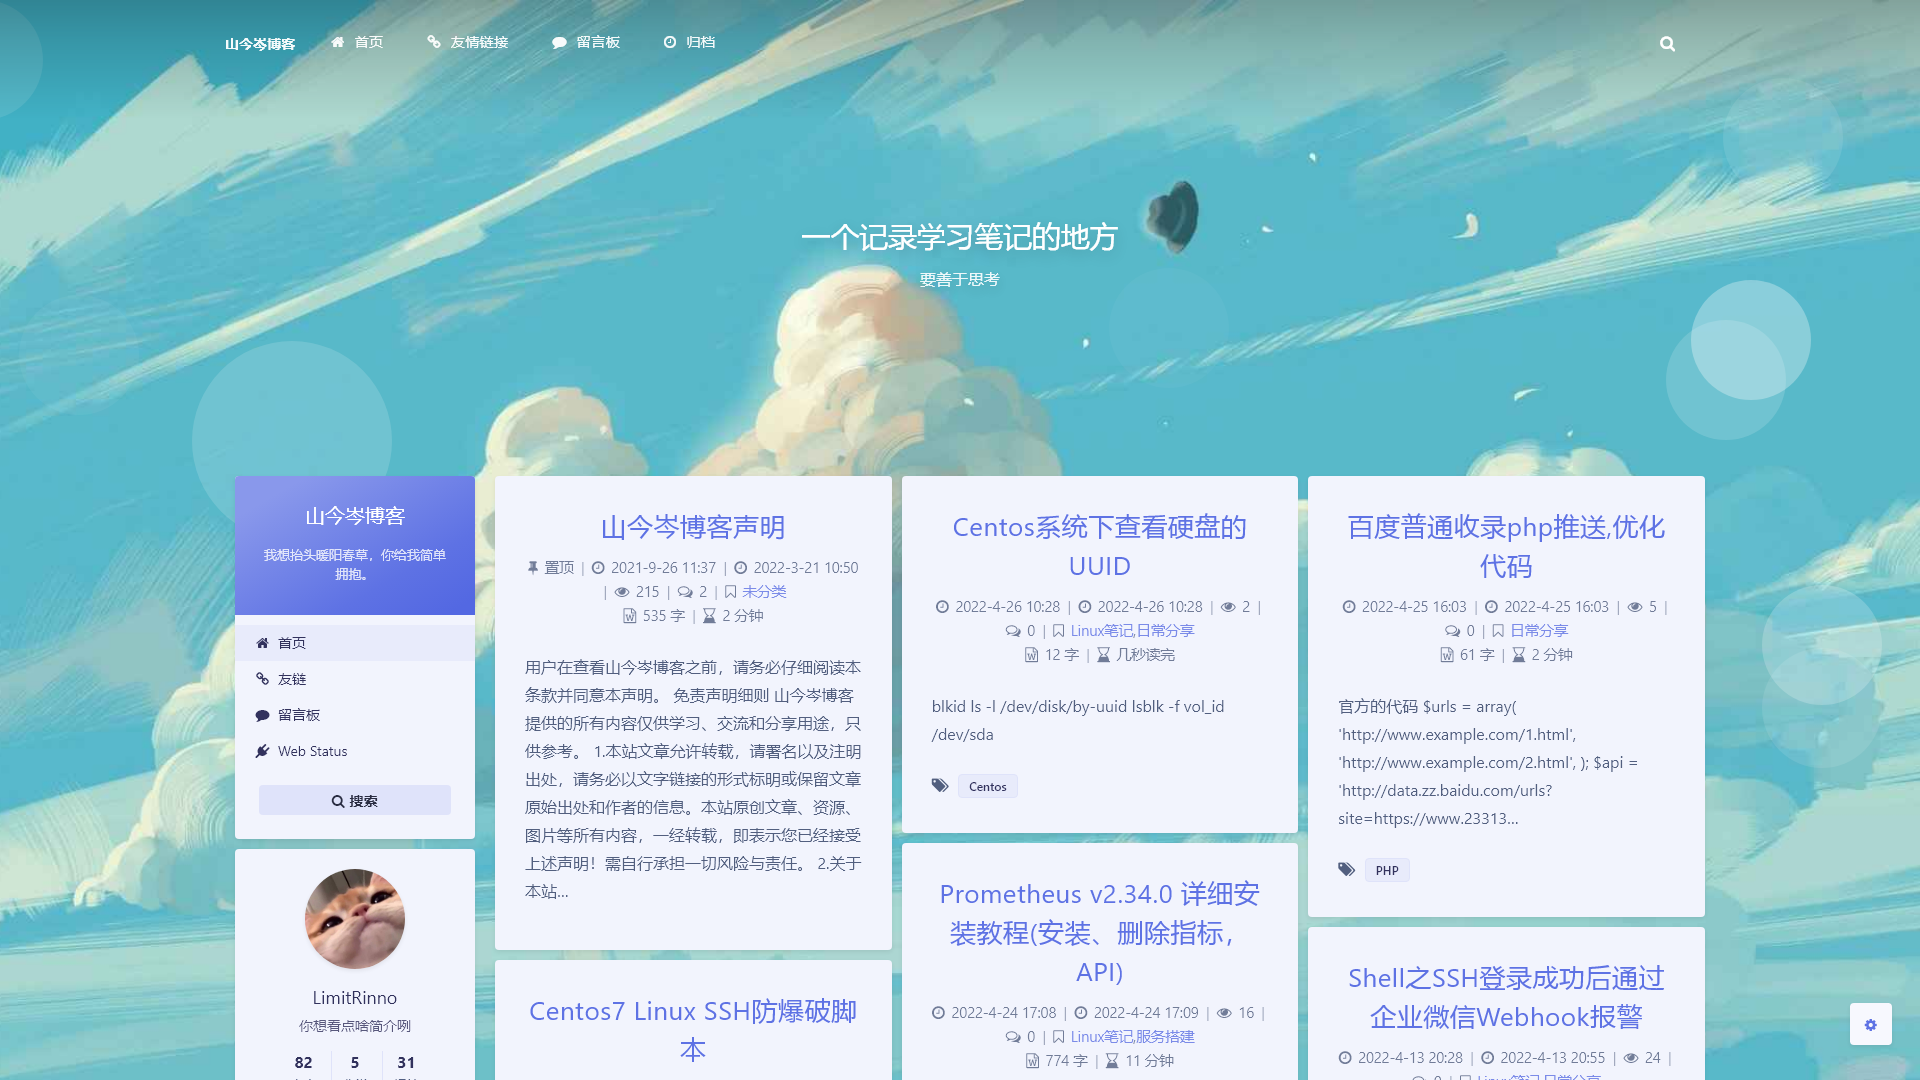 山今岑博客
首页
友情链接
留言板
归档
一个记录学习笔记的地方
要善于思考
山今岑博客
我想抬头暖阳春草，你给我简单
拥抱。
首页
友链
留言板
Web Status
搜索
LimitRinno
你想看点啥简介咧
82
5
31
山今岑博客声明
置顶 | 2021-9-26 11:37 | 2022-3-21 10:50
| 215 | 2 | 未分类
535 字 | 2 分钟
用户在查看山今岑博客之前，请务必仔细阅读本
条款并同意本声明。 免责声明细则 山今岑博客
提供的所有内容仅供学习、交流和分享用途，只
供参考。 1.本站文章允许转载，请署名以及注明
出处，请务必以文字链接的形式标明或保留文章
原始出处和作者的信息。本站原创文章、资源、
图片等所有内容，一经转载，即表示您已经接受
上述声明！需自行承担一切风险与责任。 2.关于
本站...
Centos7 Linux SSH防爆破脚
本
Centos系统下查看硬盘的
UUID
2022-4-26 10:28 | 2022-4-26 10:28 | 2 |
0 | Linux笔记,日常分享
12 字 | 几秒读完
blkid ls -l /dev/disk/by-uuid lsblk -f vol_id
/dev/sda
Centos
Prometheus v2.34.0 详细安
装教程(安装、删除指标，
API)
2022-4-24 17:08 | 2022-4-24 17:09 | 16 |
0 | Linux笔记,服务搭建
774 字 | 11 分钟
百度普通收录php推送,优化
代码
2022-4-25 16:03 | 2022-4-25 16:03 | 5 |
0 | 日常分享
61 字 | 2 分钟
官方的代码 $urls = array(
'http://www.example.com/1.html',
'http://www.example.com/2.html', ); $api =
'http://data.zz.baidu.com/urls?
site=https://www.23313...
PHP
Shell之SSH登录成功后通过
企业微信Webhook报警
2022-4-13 20:28 | 2022-4-13 20:55 | 24 |
0 | Linux笔记,日常分享